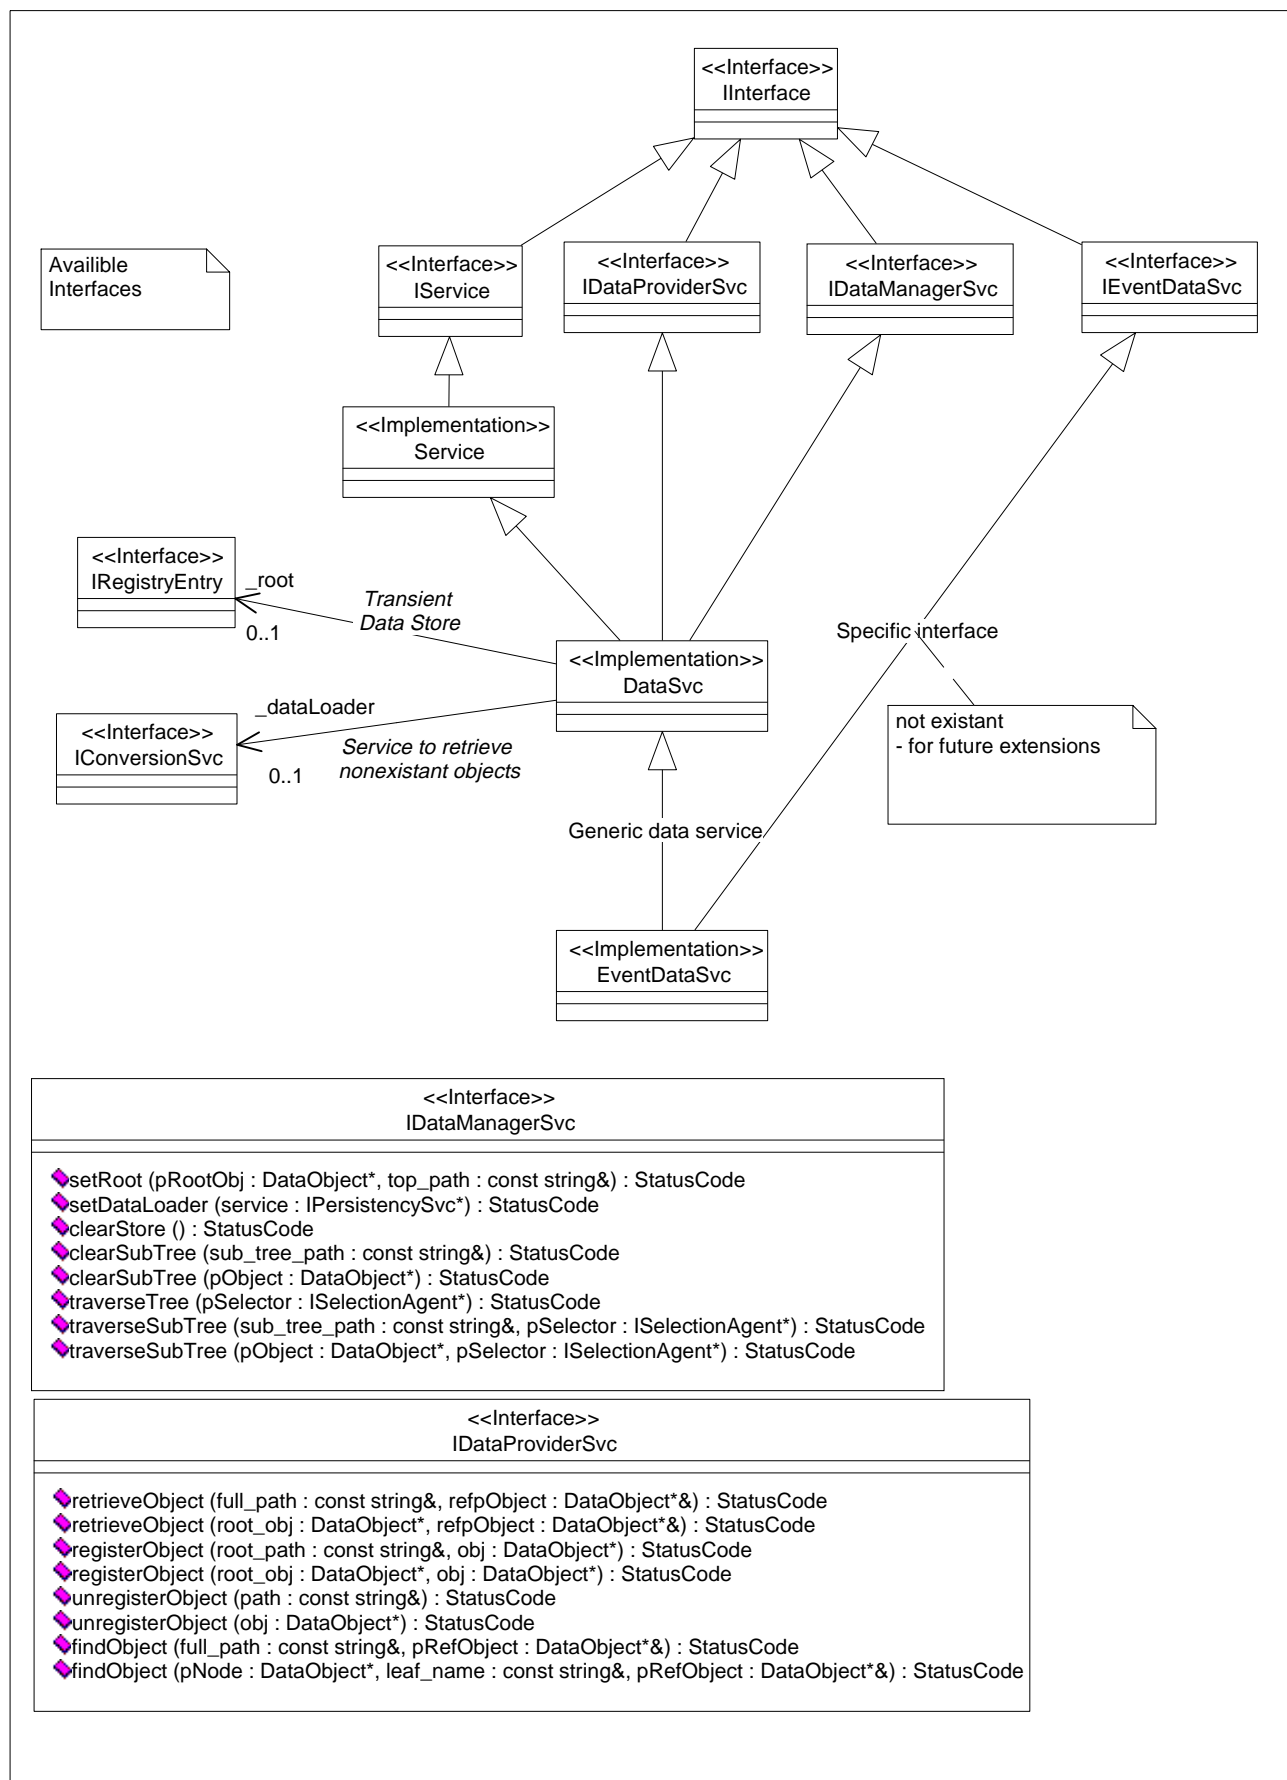 <<Interface>>
IInterface
Availible
Interfaces
<<Interface>>
IService
<<Interface>>
IDataProviderSvc
<<Interface>>
IDataManagerSvc
<<Interface>>
IEventDataSvc
<<Implementation>>
Service
<<Interface>>
IRegistryEntry
_root
0..1
Transient
Data Store
<<Implementation>>
DataSvc
Specific interface
not existant
- for future extensions
<<Interface>>
IConversionSvc
_dataLoader
0..1
Service to retrieve
nonexistant objects
Generic data service
<<Implementation>>
EventDataSvc
<<Interface>>
IDataManagerSvc
setRoot (pRootObj : DataObject*, top_path : const string&) : StatusCode
setDataLoader (service : IPersistencySvc*) : StatusCode
clearStore () : StatusCode
clearSubTree (sub_tree_path : const string&) : StatusCode
clearSubTree (pObject : DataObject*) : StatusCode
traverseTree (pSelector : ISelectionAgent*) : StatusCode
traverseSubTree (sub_tree_path : const string&, pSelector : ISelectionAgent*) : StatusCode
traverseSubTree (pObject : DataObject*, pSelector : ISelectionAgent*) : StatusCode
<<Interface>>
IDataProviderSvc
retrieveObject (full_path : const string&, refpObject : DataObject*&) : StatusCode
retrieveObject (root_obj : DataObject*, refpObject : DataObject*&) : StatusCode
registerObject (root_path : const string&, obj : DataObject*) : StatusCode
registerObject (root_obj : DataObject*, obj : DataObject*) : StatusCode
unregisterObject (path : const string&) : StatusCode
unregisterObject (obj : DataObject*) : StatusCode
findObject (full_path : const string&, pRefObject : DataObject*&) : StatusCode
findObject (pNode : DataObject*, leaf_name : const string&, pRefObject : DataObject*&) : StatusCode